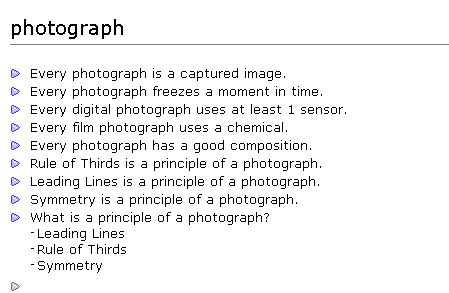 photograph
Every photograph is a captured image.
Every photograph freezes a moment in time.
Every digital photograph uses at least 1 sensor.
Every film photograph uses a chemical.
Every photograph has a good composition.
Rule of Thirds is a principle of a photograph.
Leading Lines is a principle of a photograph.
Symmetry is a principle of a photograph.
What is a principle of a photograph?
-Leading Lines
-Rule of Thirds
-Symmetry